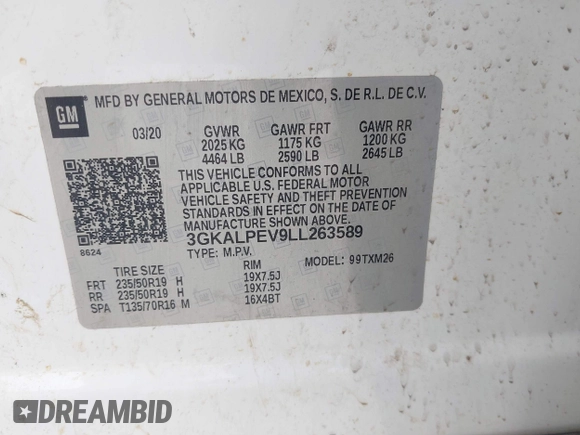 GM
MFD BY GENERAL MOTORS DE MEXICO, S. DE R.L. DE C.V.
03/20 GVWR GAWR FRT GAWR RR
2025 KG 1175 KG 1200 KG
4464 LB 2590 LB 2645 LB
THIS VEHICLE CONFORMS TO ALL
APPLICABLE U.S. FEDERAL MOTOR
VEHICLE SAFETY AND THEFT PREVENTION
STANDARDS IN EFFECT ON THE DATE OF
MANUFACTURE SHOWN ABOVE.
8624 3GKALPEV9LL263589
TYPE: M.P.V. MODEL: 99TXM26
TIRE SIZE RIM
FRT 235/50R19 H 19X7.5J
RR 235/50R19 H 19X7.5J
SPA T135/70R16 M 16X4BT
DREAMBID